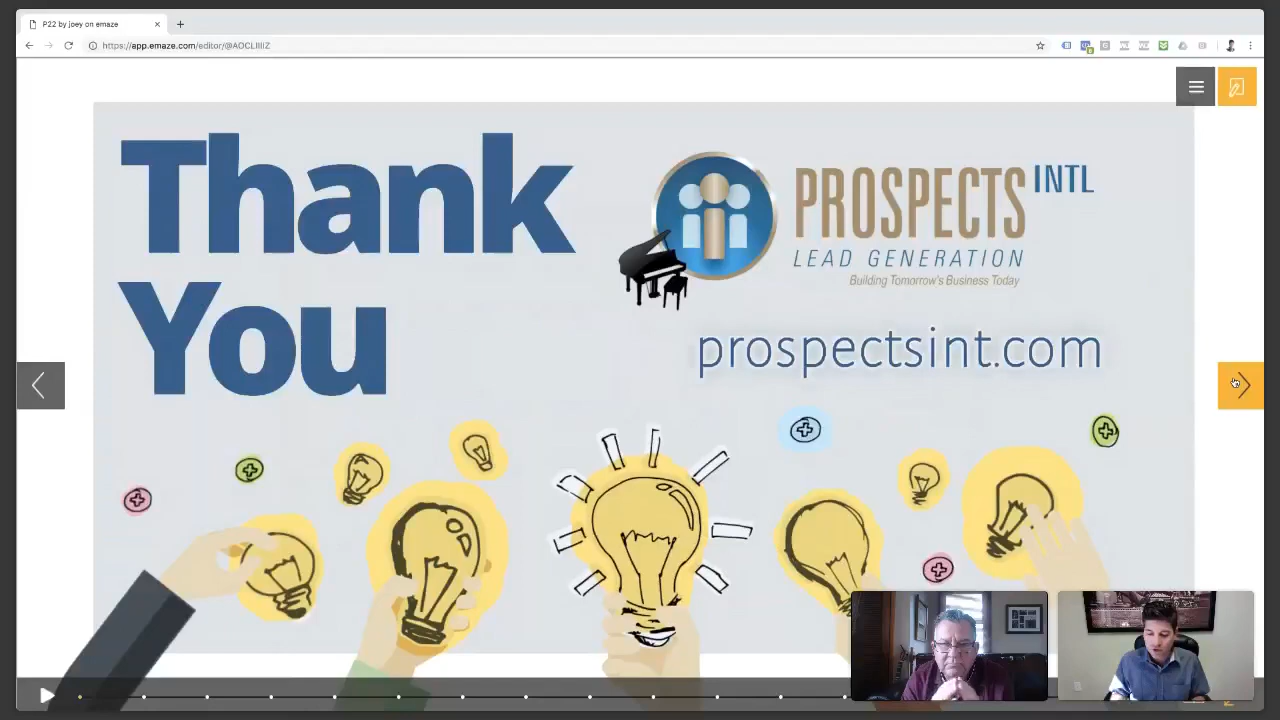 P22 by joey on emaze
https://app.emaze.com/editor/@AOCLIIIIZ
Thank
You
PROSPECTS INTL
LEAD GENERATION
Building Tomorrow's Business Today
prospectsint.com